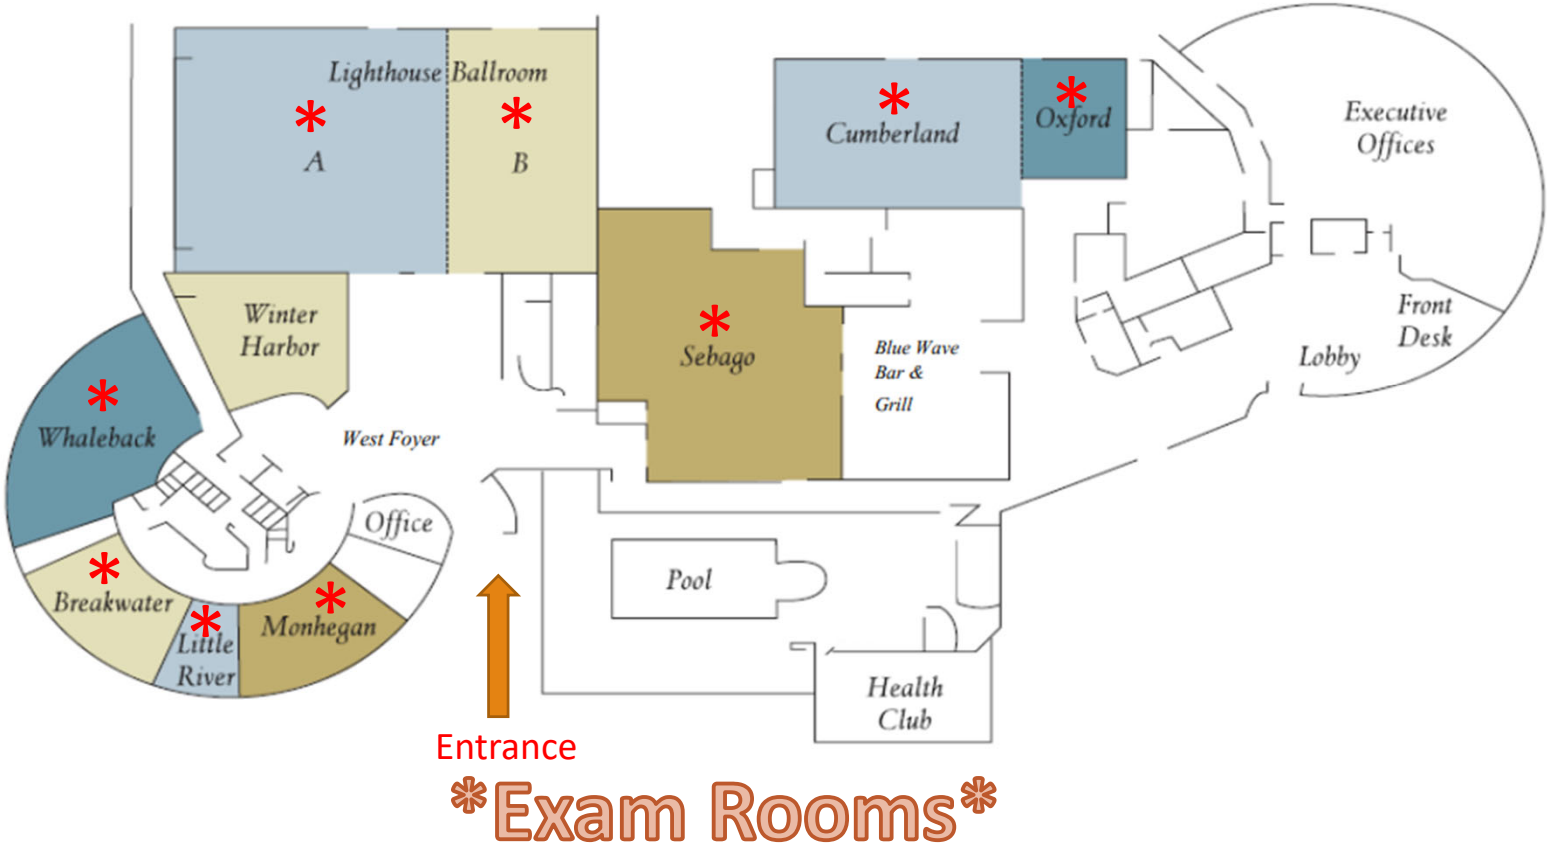 Lighthouse Ballroom
*
*
A
B
*
Cumberland
*
Oxford
Executive
Offices
Winter
Harbor
*
Sebago
Blue Wave
Bar &
Grill
Front
Desk
Lobby
*
Whaleback
West Foyer
Office
*
Breakwater
*
Little
River
*
Monhegan
Pool
Health
Club
Entrance
*Exam Rooms*